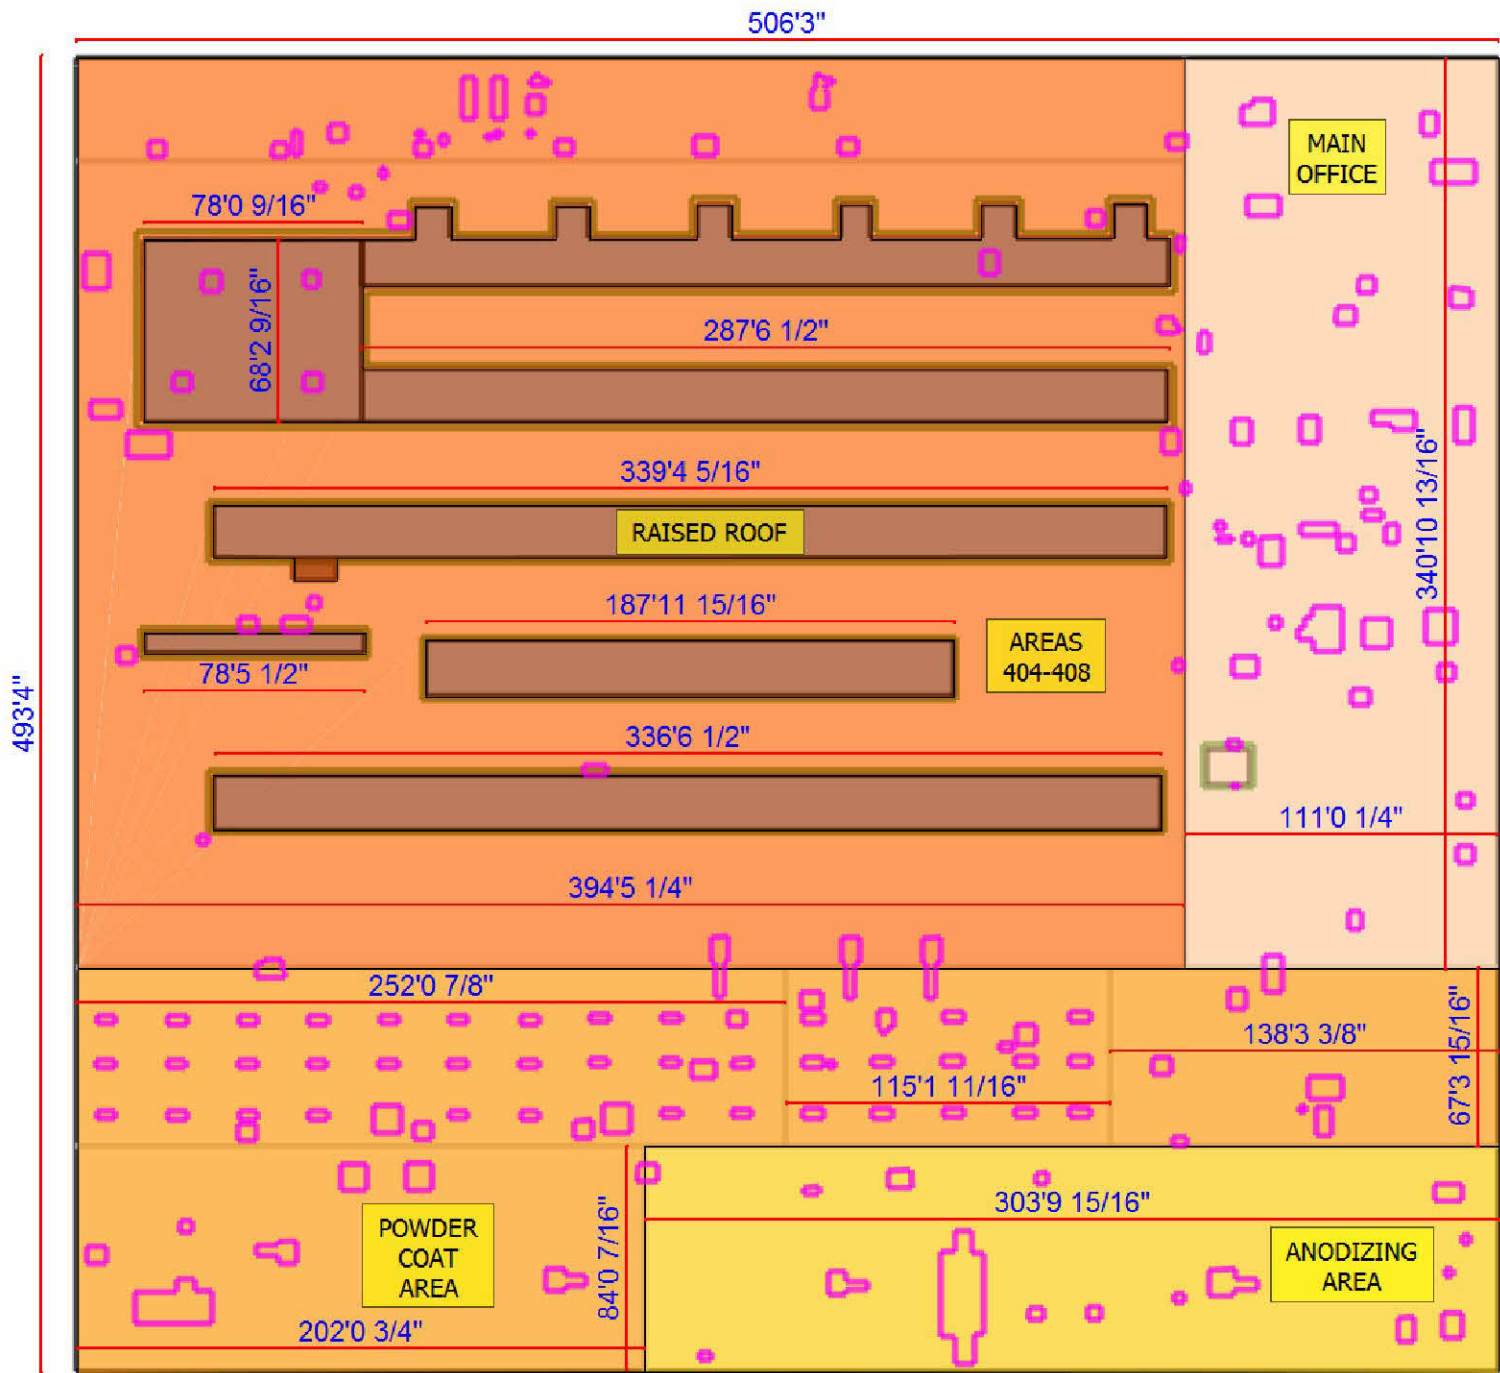 506'3"
MAIN
OFFICE
78'0 9/16"
68'2 9/16"
287'6 1/2"
339'4 5/16"
340'10 13/16"
RAISED ROOF
187'11 15/16"
AREAS
404-408
78'5 1/2"
493'4"
336'6 1/2"
111'0 1/4"
394'5 1/4"
252'0 7/8"
138'3 3/8"
67'3 15/16"
115'1 11/16"
303'9 15/16"
84'0 7/16"
POWDER
COAT
AREA
ANODIZING
AREA
202'0 3/4"